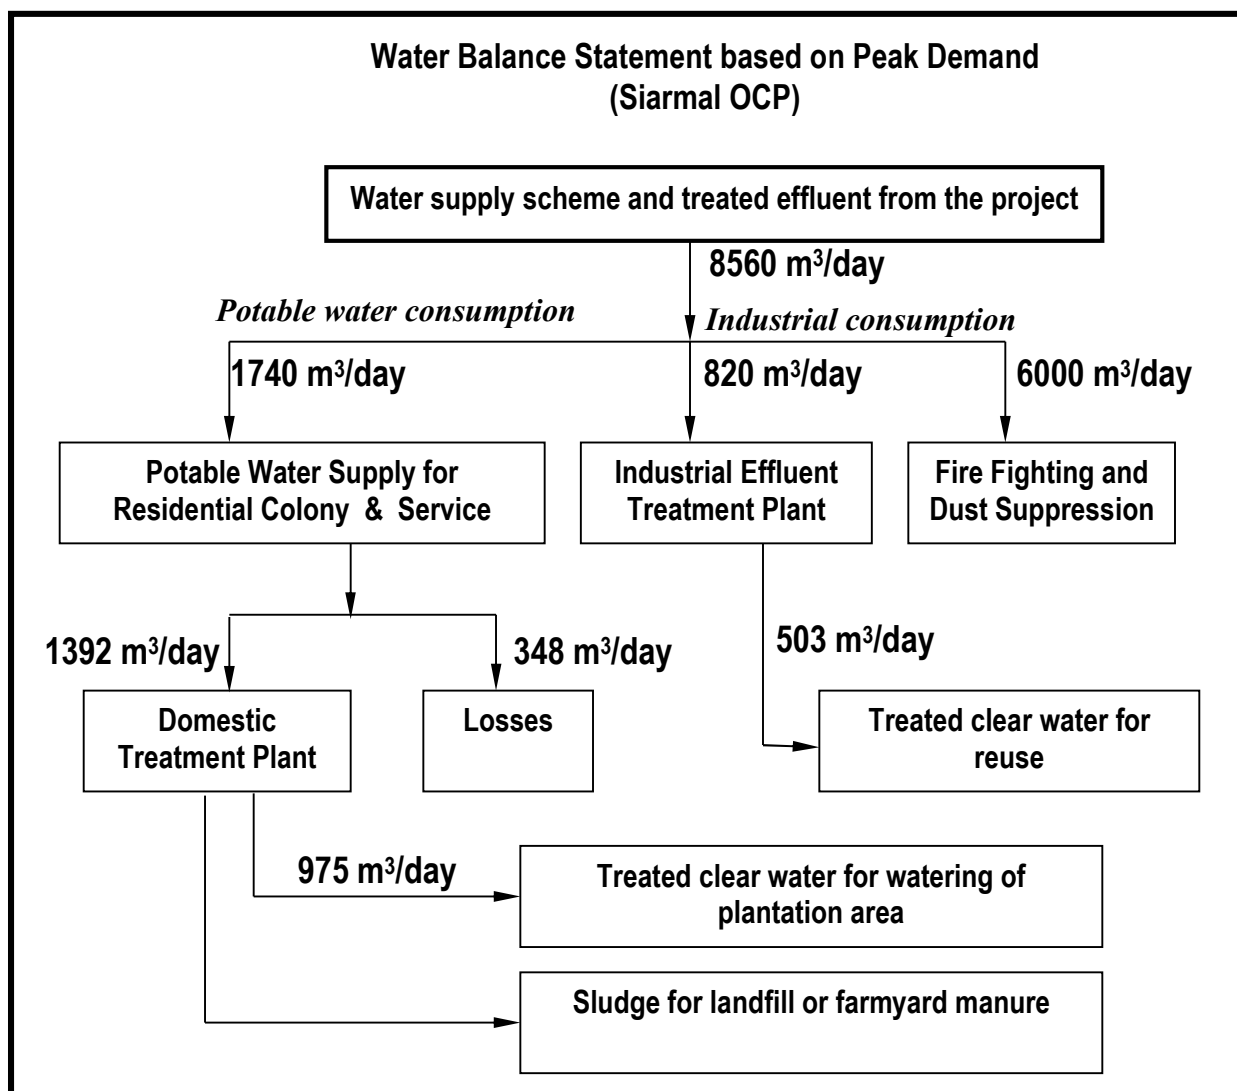 Water Balance Statement based on Peak Demand
(Siarmal OCP)
Water supply scheme and treated effluent from the project
8560 m³/day
Potable water consumption
Industrial consumption
1740 m³/day
820 m³/day
6000 m³/day
Potable Water Supply for
Residential Colony & Service
Industrial Effluent
Treatment Plant
Fire Fighting and
Dust Suppression
1392 m³/day
348 m³/day
503 m³/day
Domestic
Treatment Plant
Losses
Treated clear water for
reuse
975 m³/day
Treated clear water for watering of
plantation area
Sludge for landfill or farmyard manure